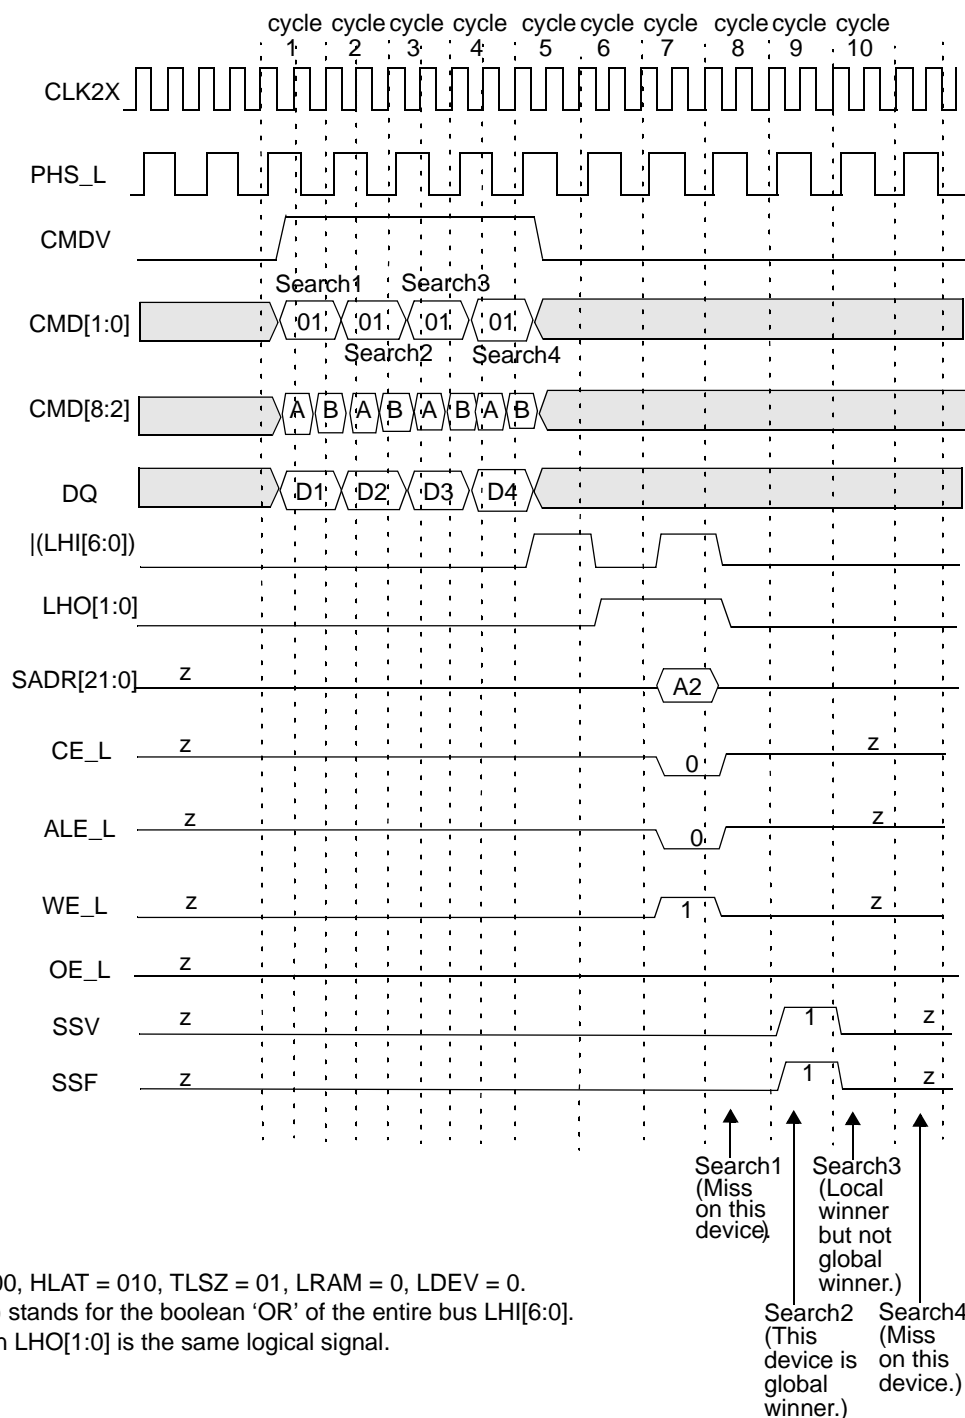 cycle cycle cycle cycle cycle cycle cycle cycle cycle cycle
1 2 3 4 5 6 7 8 9 10
CLK2X
PHS_L
CMDV
Search1 Search3
CMD[1:0] 01 01 01 01
Search2 Search4
CMD[8:2] A B A B A B A B
DQ D1 D2 D3 D4
|(LHI[6:0])
LHO[1:0]
SADR[21:0] z A2
CE_L z 0 z
ALE_L z 0 z
WE_L z 1 z
OE_L z
SSV z 1 z
SSF z 1 z
Search1
(Miss
on this
device).
Search3
(Local
winner
but not
global
winner.)
Search2
(This
device is
global
winner.)
Search4
(Miss
on this
device.)
00, HLAT = 010, TLSZ = 01, LRAM = 0, LDEV = 0.
stands for the boolean ‘OR’ of the entire bus LHI[6:0].
LHO[1:0] is the same logical signal.